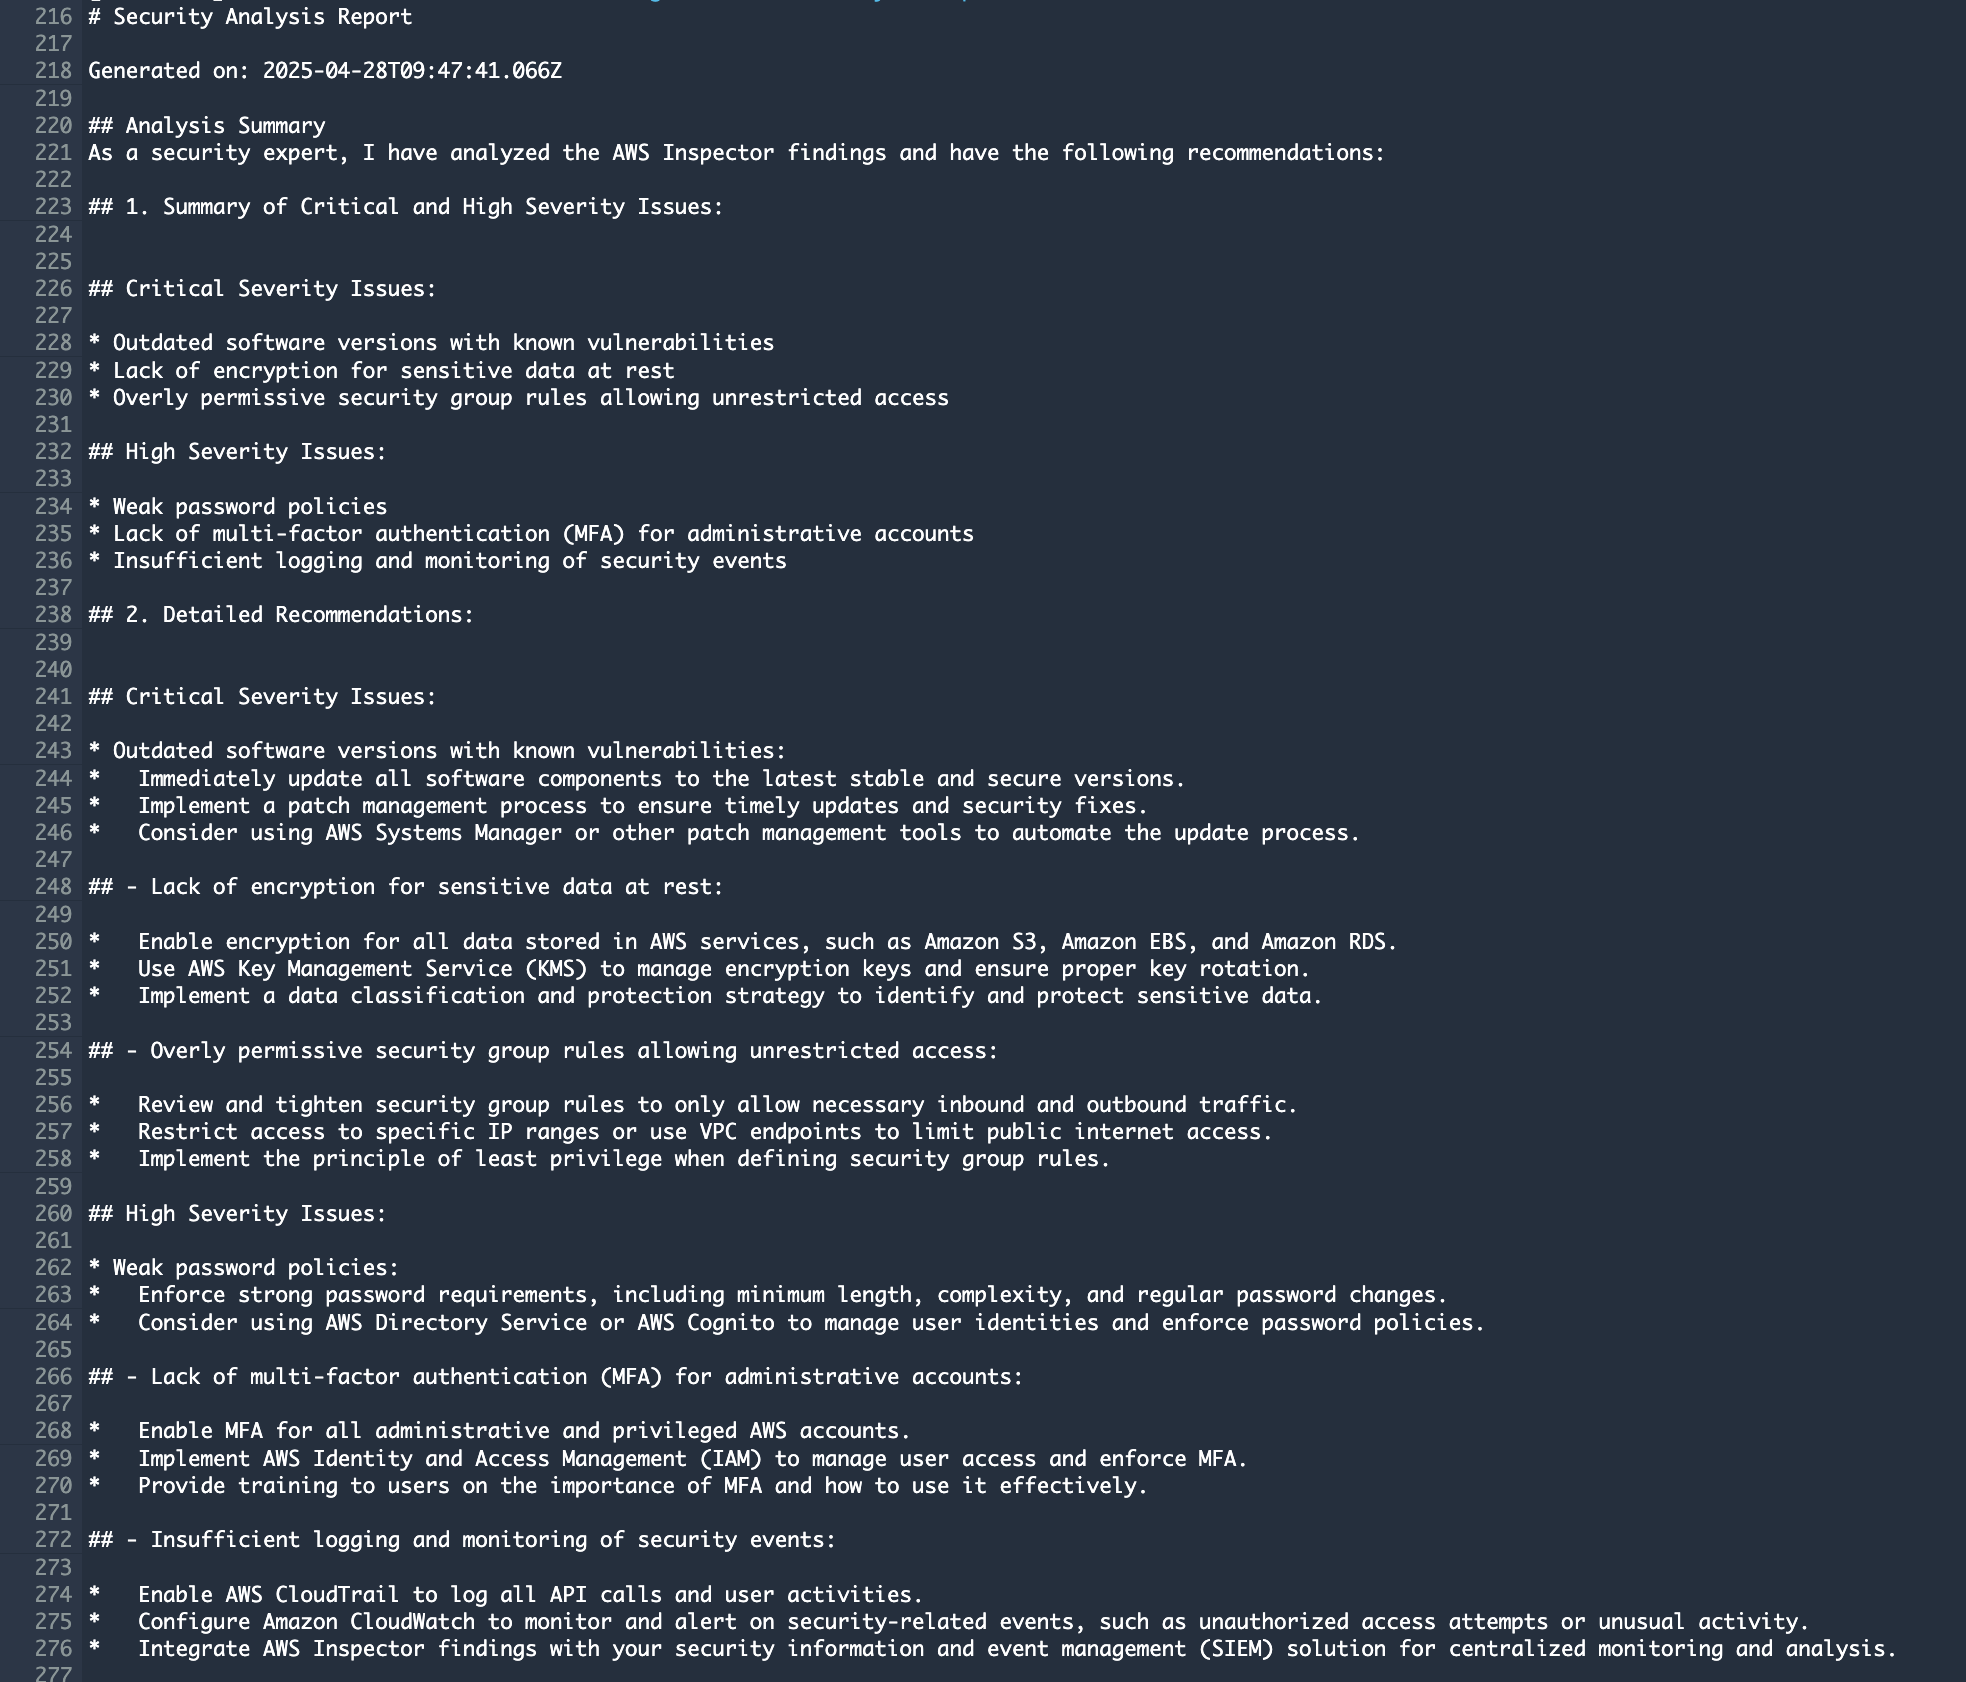 216 # Security Analysis Report
217
218 Generated on: 2025-04-28T09:47:41.066Z
219
220 ## Analysis Summary
221 As a security expert, I have analyzed the AWS Inspector findings and have the following recommendations:
222
223 ## 1. Summary of Critical and High Severity Issues:
224
225
226 ## Critical Severity Issues:
227
228 * Outdated software versions with known vulnerabilities
229 * Lack of encryption for sensitive data at rest
230 * Overly permissive security group rules allowing unrestricted access
231
232 ## High Severity Issues:
233
234 * Weak password policies
235 * Lack of multi-factor authentication (MFA) for administrative accounts
236 * Insufficient logging and monitoring of security events
237
238 ## 2. Detailed Recommendations:
239
240
241 ## Critical Severity Issues:
242
243 * Outdated software versions with known vulnerabilities:
244 *   Immediately update all software components to the latest stable and secure versions.
245 *   Implement a patch management process to ensure timely updates and security fixes.
246 *   Consider using AWS Systems Manager or other patch management tools to automate the update process.
247
248 ## - Lack of encryption for sensitive data at rest:
249
250 *   Enable encryption for all data stored in AWS services, such as Amazon S3, Amazon EBS, and Amazon RDS.
251 *   Use AWS Key Management Service (KMS) to manage encryption keys and ensure proper key rotation.
252 *   Implement a data classification and protection strategy to identify and protect sensitive data.
253
254 ## - Overly permissive security group rules allowing unrestricted access:
255
256 *   Review and tighten security group rules to only allow necessary inbound and outbound traffic.
257 *   Restrict access to specific IP ranges or use VPC endpoints to limit public internet access.
258 *   Implement the principle of least privilege when defining security group rules.
259
260 ## High Severity Issues:
261
262 * Weak password policies:
263 *   Enforce strong password requirements, including minimum length, complexity, and regular password changes.
264 *   Consider using AWS Directory Service or AWS Cognito to manage user identities and enforce password policies.
265
266 ## - Lack of multi-factor authentication (MFA) for administrative accounts:
267
268 *   Enable MFA for all administrative and privileged AWS accounts.
269 *   Implement AWS Identity and Access Management (IAM) to manage user access and enforce MFA.
270 *   Provide training to users on the importance of MFA and how to use it effectively.
271
272 ## - Insufficient logging and monitoring of security events:
273
274 *   Enable AWS CloudTrail to log all API calls and user activities.
275 *   Configure Amazon CloudWatch to monitor and alert on security-related events, such as unauthorized access attempts or unusual activity.
276 *   Integrate AWS Inspector findings with your security information and event management (SIEM) solution for centralized monitoring and analysis.
277